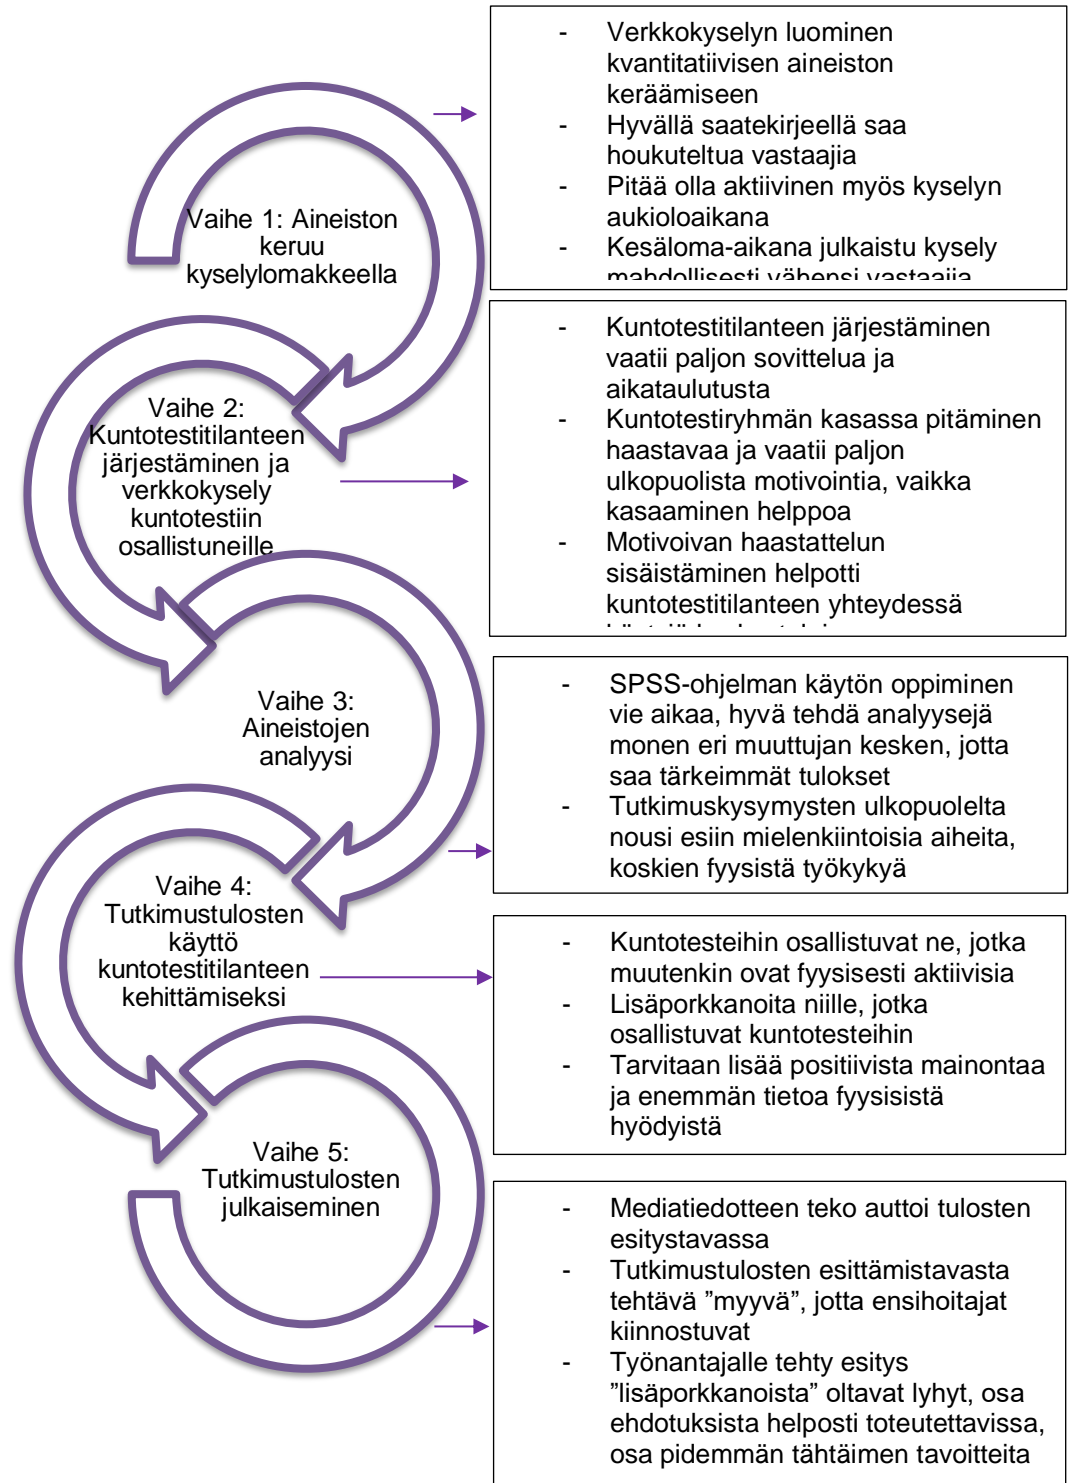 Vaihe 1: Aineiston
keruu
kyselylomakkeella
- Verkkokyselyn luominen
kvantitatiivisen aineiston
keräämiseen
- Hyvällä saatekirjeellä saa
houkuteltua vastaajia
- Pitää olla aktiivinen myös kyselyn
aukioloaikana
- Kesäloma-aikana julkaistu kysely
mahdollisesti vähensi vastaajia
Vaihe 2:
Kuntotestitilanteen
järjestäminen ja
verkkokysely
kuntotestiin
osallistuneille
- Kuntotestitilanteen järjestäminen
vaatii paljon sovittelua ja
aikataulutusta
- Kuntotestiryhmän kasassa pitäminen
haastavaa ja vaatii paljon
ulkopuolista motivointia, vaikka
kasaaminen helppoa
- Motivoivan haastattelun
sisäistäminen helpotti
kuntotestitilanteen yhteydessä
Vaihe 3:
Aineistojen
analyysi
- SPSS-ohjelman käytön oppiminen
vie aikaa, hyvä tehdä analyysejä
monen eri muuttujan kesken, jotta
saa tärkeimmät tulokset
- Tutkimuskysymysten ulkopuolelta
nousi esiin mielenkiintoisia aiheita,
koskien fyysistä työkykyä
Vaihe 4:
Tutkimustulosten
käyttö
kuntotestitilanteen
kehittämiseksi
- Kuntotesteihin osallistuvat ne, jotka
muutenkin ovat fyysisesti aktiivisia
- Lisäporkkanoita niille, jotka
osallistuvat kuntotesteihin
- Tarvitaan lisää positiivista mainontaa
ja enemmän tietoa fyysisistä
hyödyistä
Vaihe 5:
Tutkimustulosten
julkaiseminen
- Mediatiedotteen teko auttoi tulosten
esitystavassa
- Tutkimustulosten esittämistavasta
tehtävä ”myyvä”, jotta ensihoitajat
kiinnostuvat
- Työnantajalle tehty esitys
”lisäporkkanoista” oltavat lyhyt, osa
ehdotuksista helposti toteutettavissa,
osa pidemmän tähtäimen tavoitteita